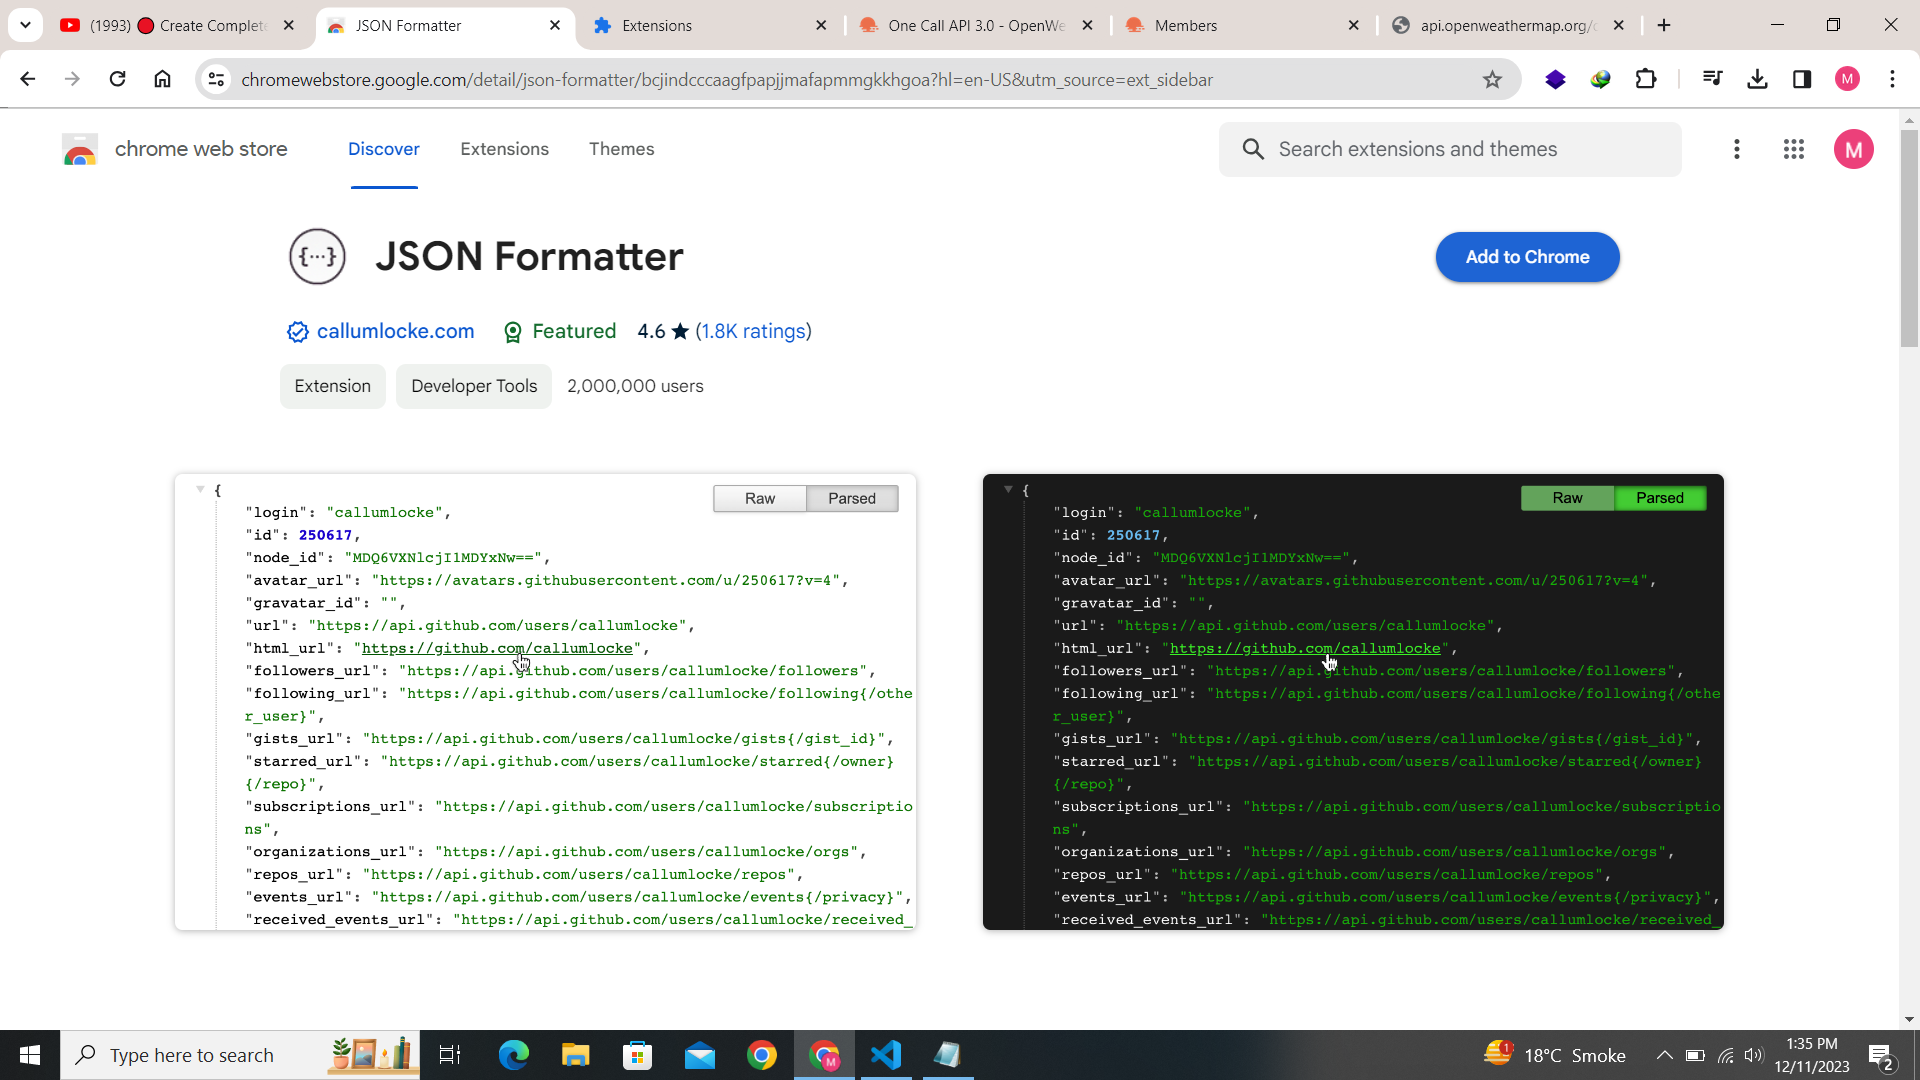 (1993) 🔴 Create Complete
JSON Formatter
Extensions
One Call API 3.0 - OpenWe
Members
api.openweathermap.org/
chromewebstore.google.com/detail/json-formatter/bcjindcccaagfpapjjmafapmmgkkhgoa?hl=en-US&utm_source=ext_sidebar
M
chrome web store
Discover
Extensions
Themes
Search extensions and themes
M
{···}
JSON Formatter
Add to Chrome
callumlocke.com
Featured
4.6 ★ (1.8K ratings)
Extension
Developer Tools
2,000,000 users
Raw
Parsed
{
"login": "callumlocke",
"id": 250617,
"node_id": "MDQ6VXNlcjI1MDYxNw==",
"avatar_url": "https://avatars.githubusercontent.com/u/250617?v=4",
"gravatar_id": "",
"url": "https://api.github.com/users/callumlocke",
"html_url": "https://github.com/callumlocke",
"followers_url": "https://api.github.com/users/callumlocke/followers",
"following_url": "https://api.github.com/users/callumlocke/following{/othe
r_user}",
"gists_url": "https://api.github.com/users/callumlocke/gists{/gist_id}",
"starred_url": "https://api.github.com/users/callumlocke/starred{/owner}
{/repo}",
"subscriptions_url": "https://api.github.com/users/callumlocke/subscriptio
ns",
"organizations_url": "https://api.github.com/users/callumlocke/orgs",
"repos_url": "https://api.github.com/users/callumlocke/repos",
"events_url": "https://api.github.com/users/callumlocke/events{/privacy}",
"received_events_url": "https://api.github.com/users/callumlocke/received_
Raw
Parsed
{
"login": "callumlocke",
"id": 250617,
"node_id": "MDQ6VXNlcjI1MDYxNw==",
"avatar_url": "https://avatars.githubusercontent.com/u/250617?v=4",
"gravatar_id": "",
"url": "https://api.github.com/users/callumlocke",
"html_url": "https://github.com/callumlocke",
"followers_url": "https://api.github.com/users/callumlocke/followers",
"following_url": "https://api.github.com/users/callumlocke/following{/othe
r_user}",
"gists_url": "https://api.github.com/users/callumlocke/gists{/gist_id}",
"starred_url": "https://api.github.com/users/callumlocke/starred{/owner}
{/repo}",
"subscriptions_url": "https://api.github.com/users/callumlocke/subscriptio
ns",
"organizations_url": "https://api.github.com/users/callumlocke/orgs",
"repos_url": "https://api.github.com/users/callumlocke/repos",
"events_url": "https://api.github.com/users/callumlocke/events{/privacy}",
"received_events_url": "https://api.github.com/users/callumlocke/received_
Type here to search
M
1
18°C Smoke
1:35 PM
12/11/2023
2